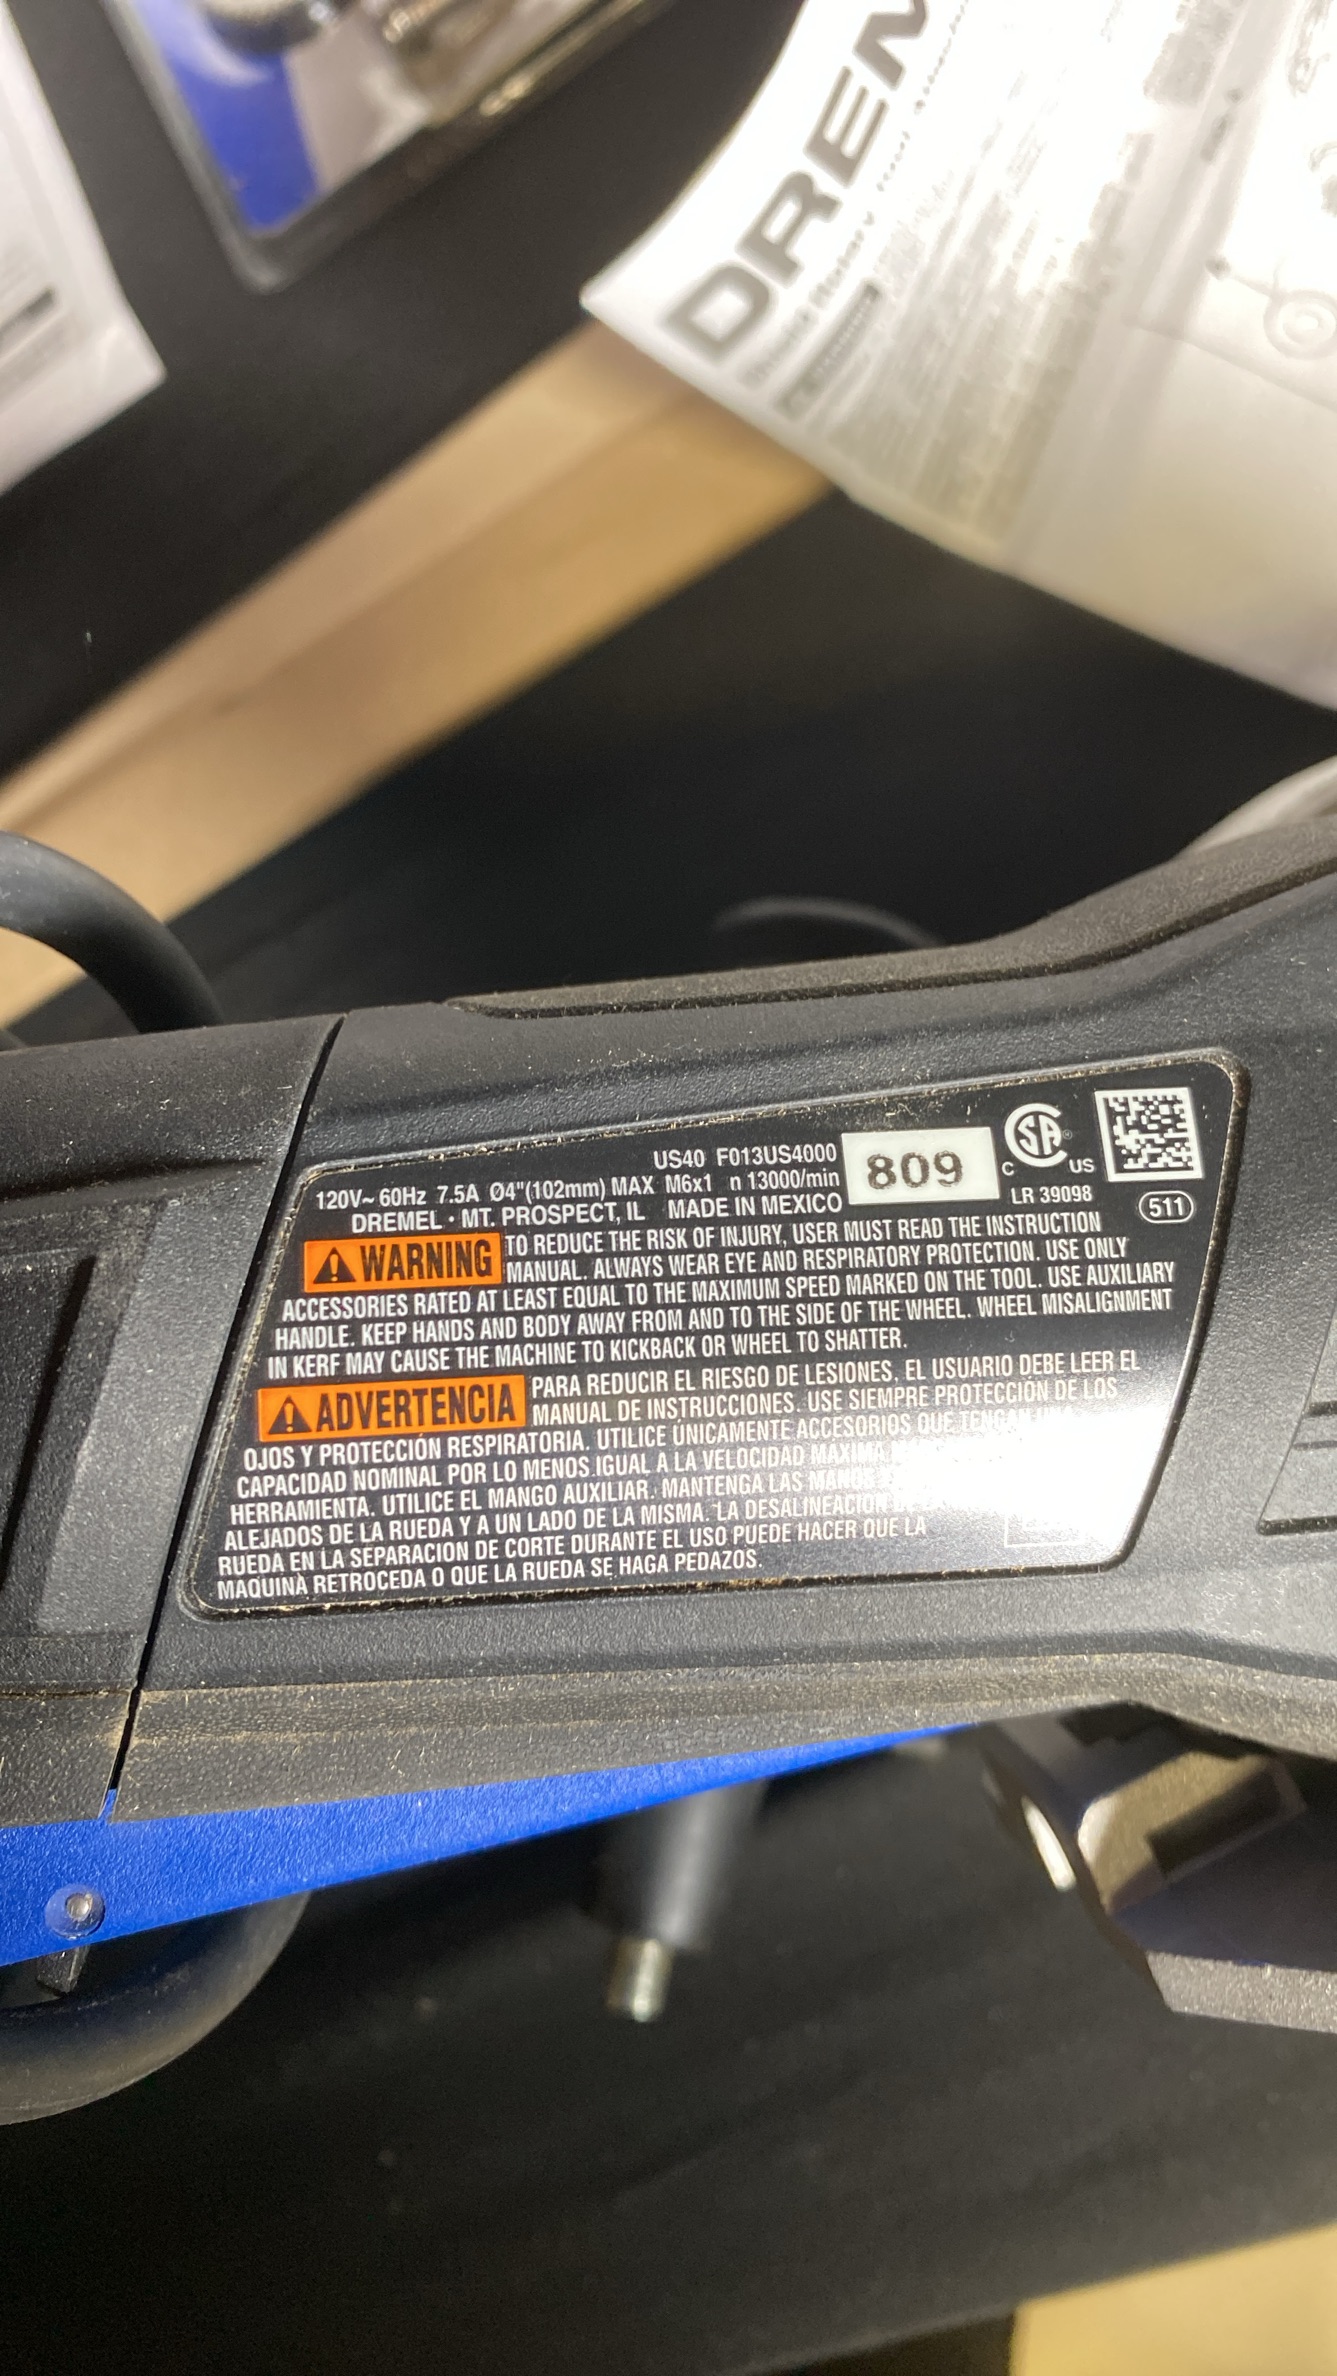 DREM
US40 F013US4000
120V~ 60Hz 7.5A Ø4"(102mm) MAX M6x1 n 13000/min
DREMEL · MT. PROSPECT, IL MADE IN MEXICO
809
CSA®
C US
LR 39098
511
WARNING TO REDUCE THE RISK OF INJURY, USER MUST READ THE INSTRUCTION
MANUAL. ALWAYS WEAR EYE AND RESPIRATORY PROTECTION. USE ONLY
ACCESSORIES RATED AT LEAST EQUAL TO THE MAXIMUM SPEED MARKED ON THE TOOL. USE AUXILIARY
HANDLE. KEEP HANDS AND BODY AWAY FROM AND TO THE SIDE OF THE WHEEL. WHEEL MISALIGNMENT
IN KERF MAY CAUSE THE MACHINE TO KICKBACK OR WHEEL TO SHATTER.
ADVERTENCIA PARA REDUCIR EL RIESGO DE LESIONES, EL USUARIO DEBE LEER EL
MANUAL DE INSTRUCCIONES. USE SIEMPRE PROTECCIÓN DE LOS
OJOS Y PROTECCIÓN RESPIRATORIA. UTILICE ÚNICAMENTE ACCESORIOS QUE TENGAN UNA
CAPACIDAD NOMINAL POR LO MENOS IGUAL A LA VELOCIDAD MAXIMA
HERRAMIENTA. UTILICE EL MANGO AUXILIAR. MANTENGA LAS MANOS
ALEJADOS DE LA RUEDA Y A UN LADO DE LA MISMA. LA DESALINEACION
RUEDA EN LA SEPARACION DE CORTE DURANTE EL USO PUEDE HACER QUE LA
MAQUINA RETROCEDA O QUE LA RUEDA SE HAGA PEDAZOS.